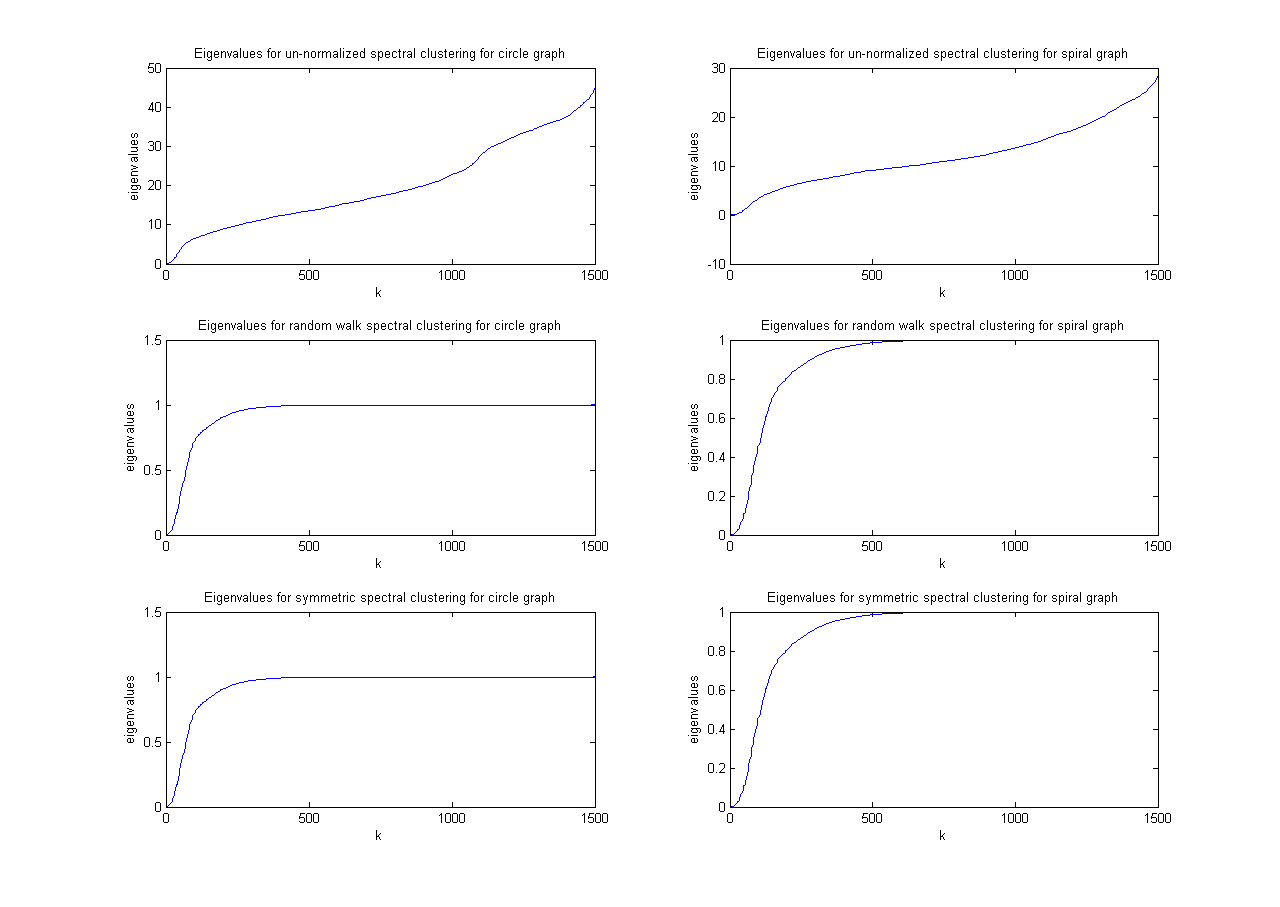 Eigenvalues for un-normalized spectral clustering for circle graph
50
40
30
20
10
0
eigenvalues
0 500 1000 1500
k
Eigenvalues for un-normalized spectral clustering for spiral graph
30
20
10
0
-10
eigenvalues
0 500 1000 1500
k
Eigenvalues for random walk spectral clustering for circle graph
1.5
1
0.5
0
eigenvalues
0 500 1000 1500
k
Eigenvalues for random walk spectral clustering for spiral graph
1
0.8
0.6
0.4
0.2
0
eigenvalues
0 500 1000 1500
k
Eigenvalues for symmetric spectral clustering for circle graph
1.5
1
0.5
0
eigenvalues
0 500 1000 1500
k
Eigenvalues for symmetric spectral clustering for spiral graph
1
0.8
0.6
0.4
0.2
0
eigenvalues
0 500 1000 1500
k